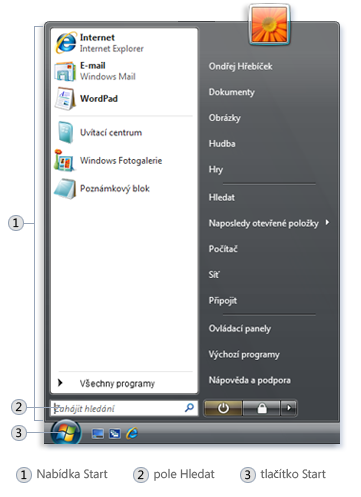 Internet
Internet Explorer
E-mail
Windows Mail
WordPad
Uvítací centrum
Windows Fotogalerie
Poznámkový blok
Všechny programy
Zahájit hledání
Ondřej Hřebíček
Dokumenty
Obrázky
Hudba
Hry
Hledat
Naposledy otevřené položky
Počítač
Síť
Připojit
Ovládací panely
Výchozí programy
Nápověda a podpora
1
2
3
1 Nabídka Start 2 pole Hledat 3 tlačítko Start